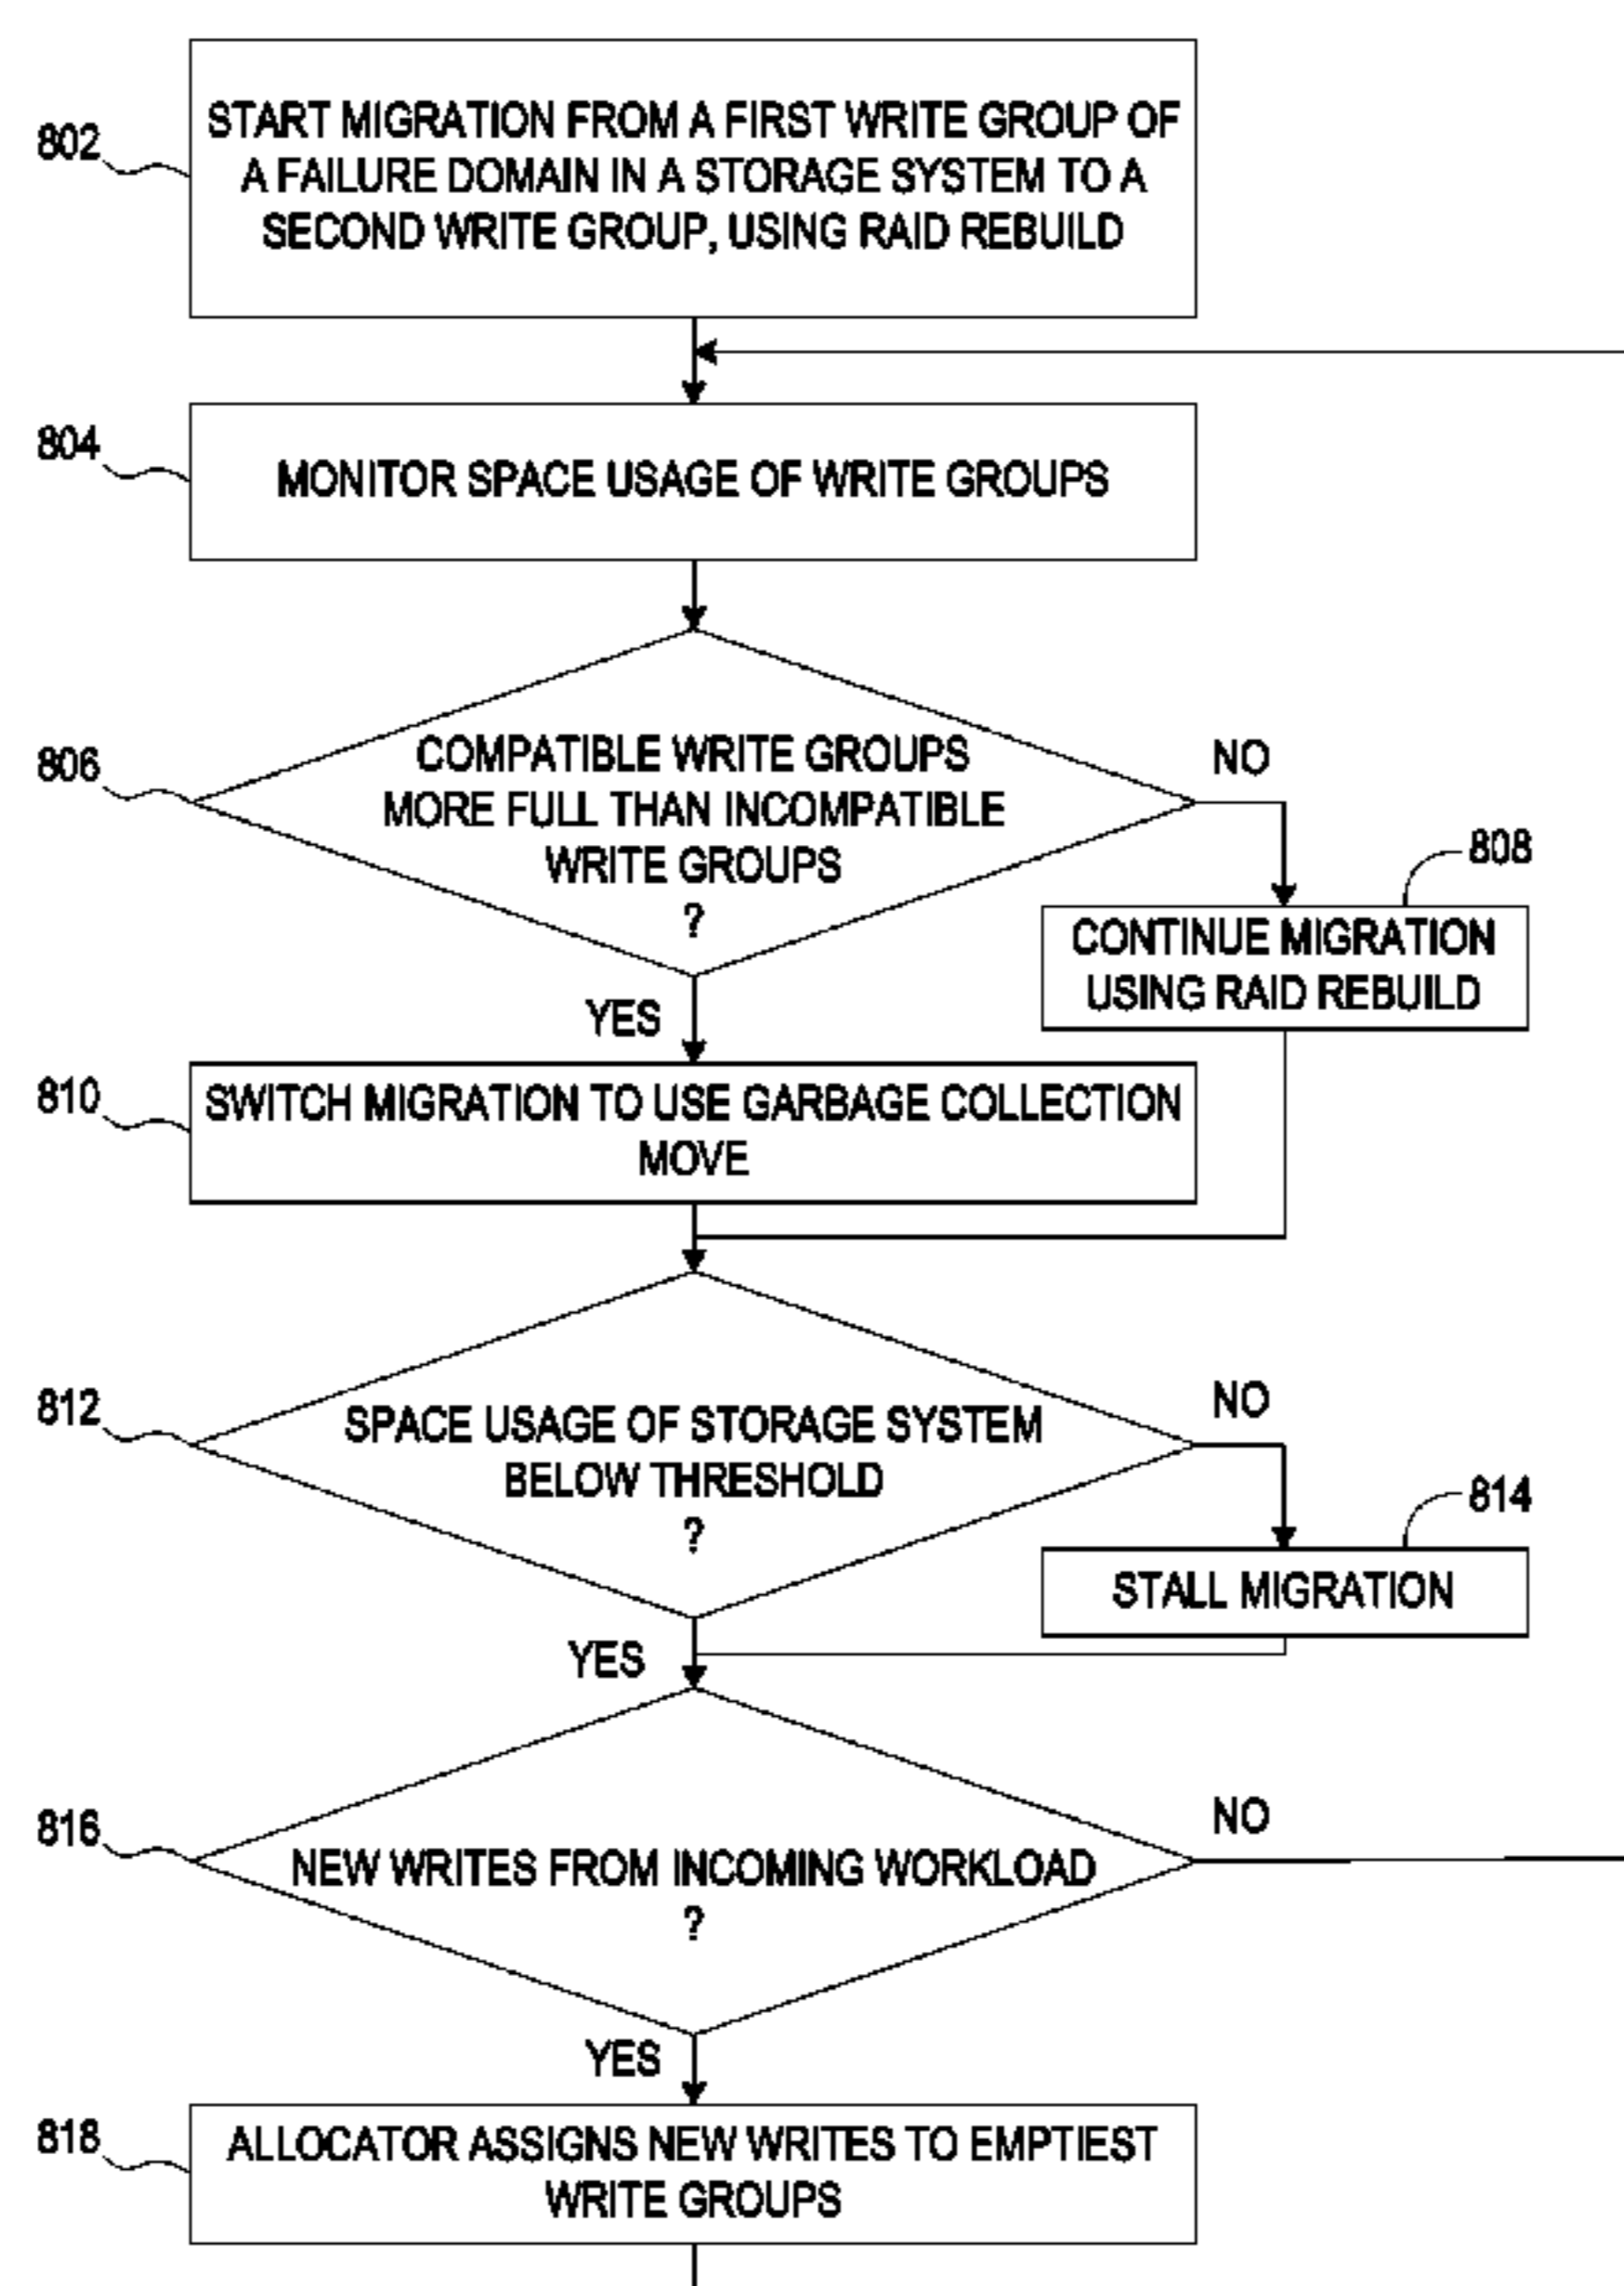 802
START MIGRATION FROM A FIRST WRITE GROUP OF
A FAILURE DOMAIN IN A STORAGE SYSTEM TO A
SECOND WRITE GROUP, USING RAID REBUILD
804
MONITOR SPACE USAGE OF WRITE GROUPS
806
COMPATIBLE WRITE GROUPS
MORE FULL THAN INCOMPATIBLE
WRITE GROUPS
?
NO
808
CONTINUE MIGRATION
USING RAID REBUILD
YES
810
SWITCH MIGRATION TO USE GARBAGE COLLECTION
MOVE
812
SPACE USAGE OF STORAGE SYSTEM
BELOW THRESHOLD
?
NO
814
STALL MIGRATION
YES
816
NEW WRITES FROM INCOMING WORKLOAD
?
NO
YES
818
ALLOCATOR ASSIGNS NEW WRITES TO EMPTIEST
WRITE GROUPS